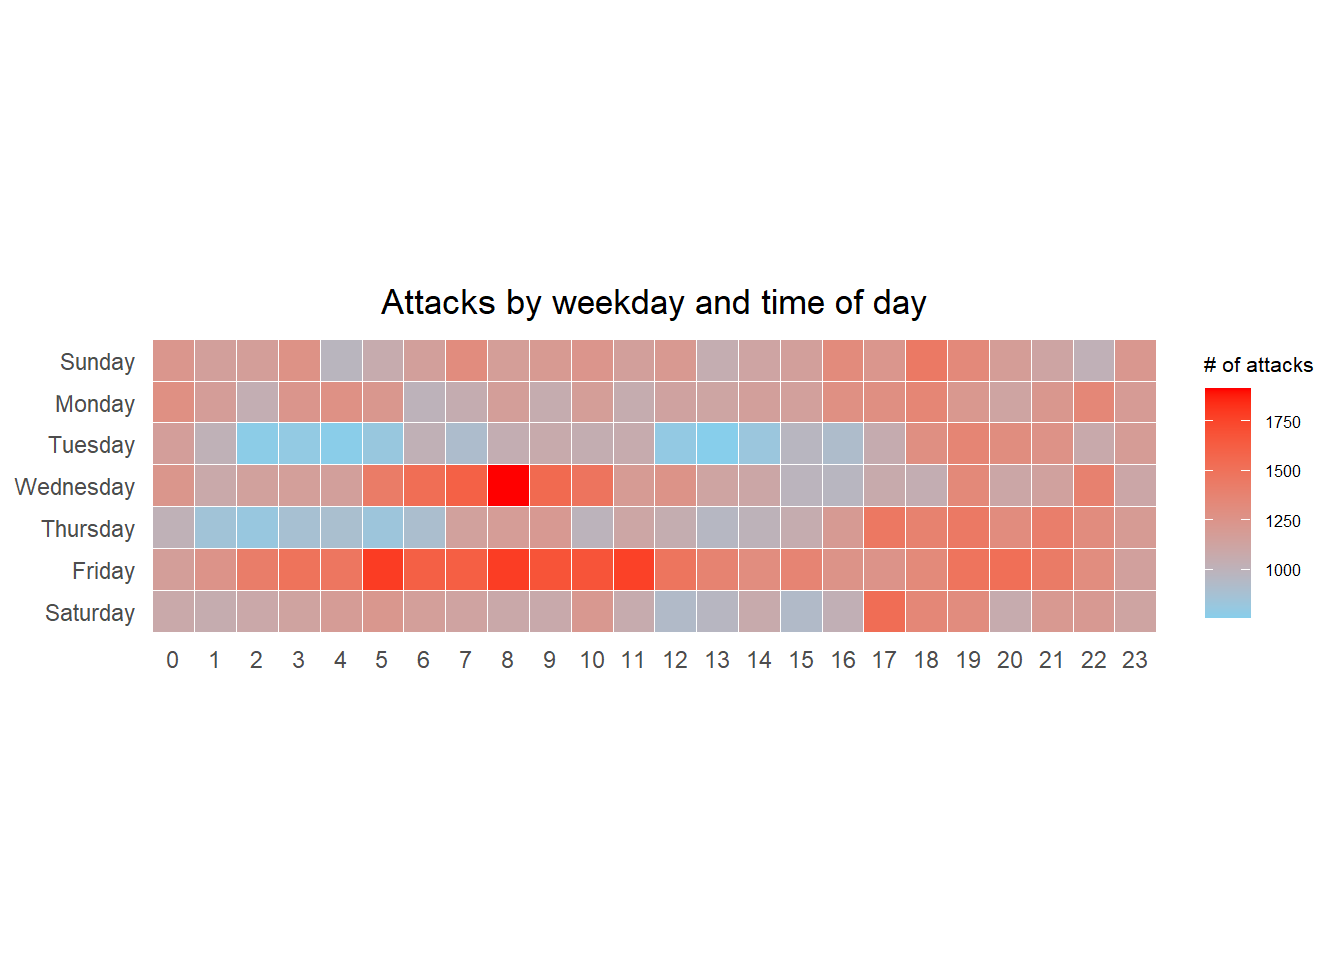 Attacks by weekday and time of day
Sunday
Monday
Tuesday
Wednesday
Thursday
Friday
Saturday
0 1 2 3 4 5 6 7 8 9 10 11 12 13 14 15 16 17 18 19 20 21 22 23
# of attacks
1750
1500
1250
1000